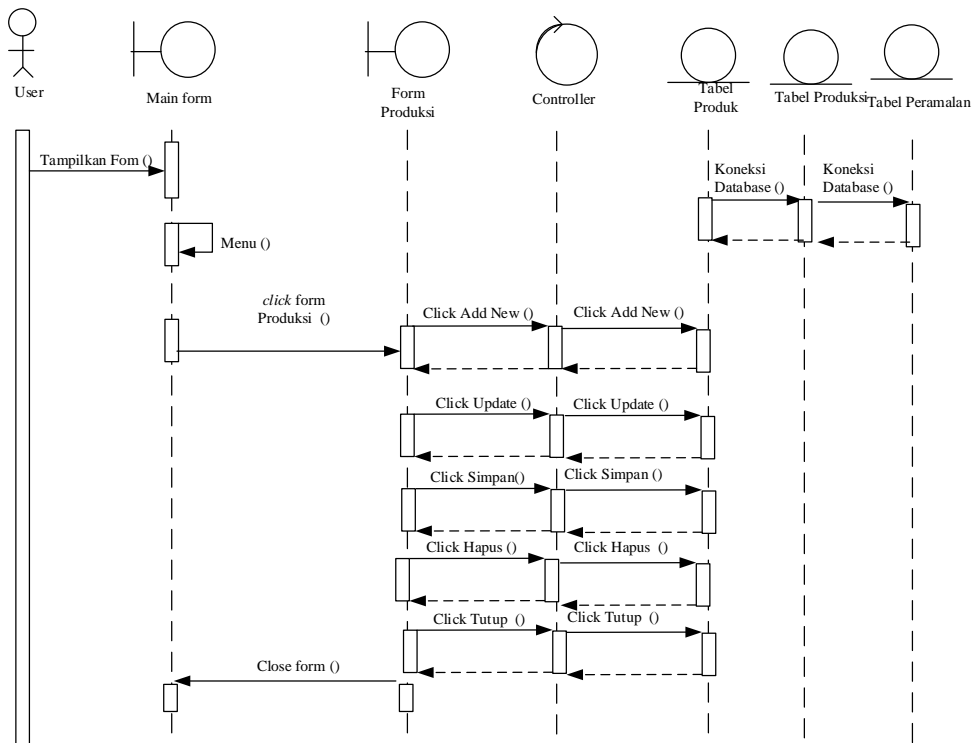 User
Main form
Form
Produksi
Controller
Tabel
Produk
Tabel Produksi
Tabel Peramalan
Tampilkan Fom ()
Koneksi
Database ()
Koneksi
Database ()
Menu ()
click form
Produksi ()
Click Add New ()
Click Add New ()
Click Update ()
Click Update ()
Click Simpan()
Click Simpan ()
Click Hapus ()
Click Hapus ()
Click Tutup ()
Click Tutup ()
Close form ()